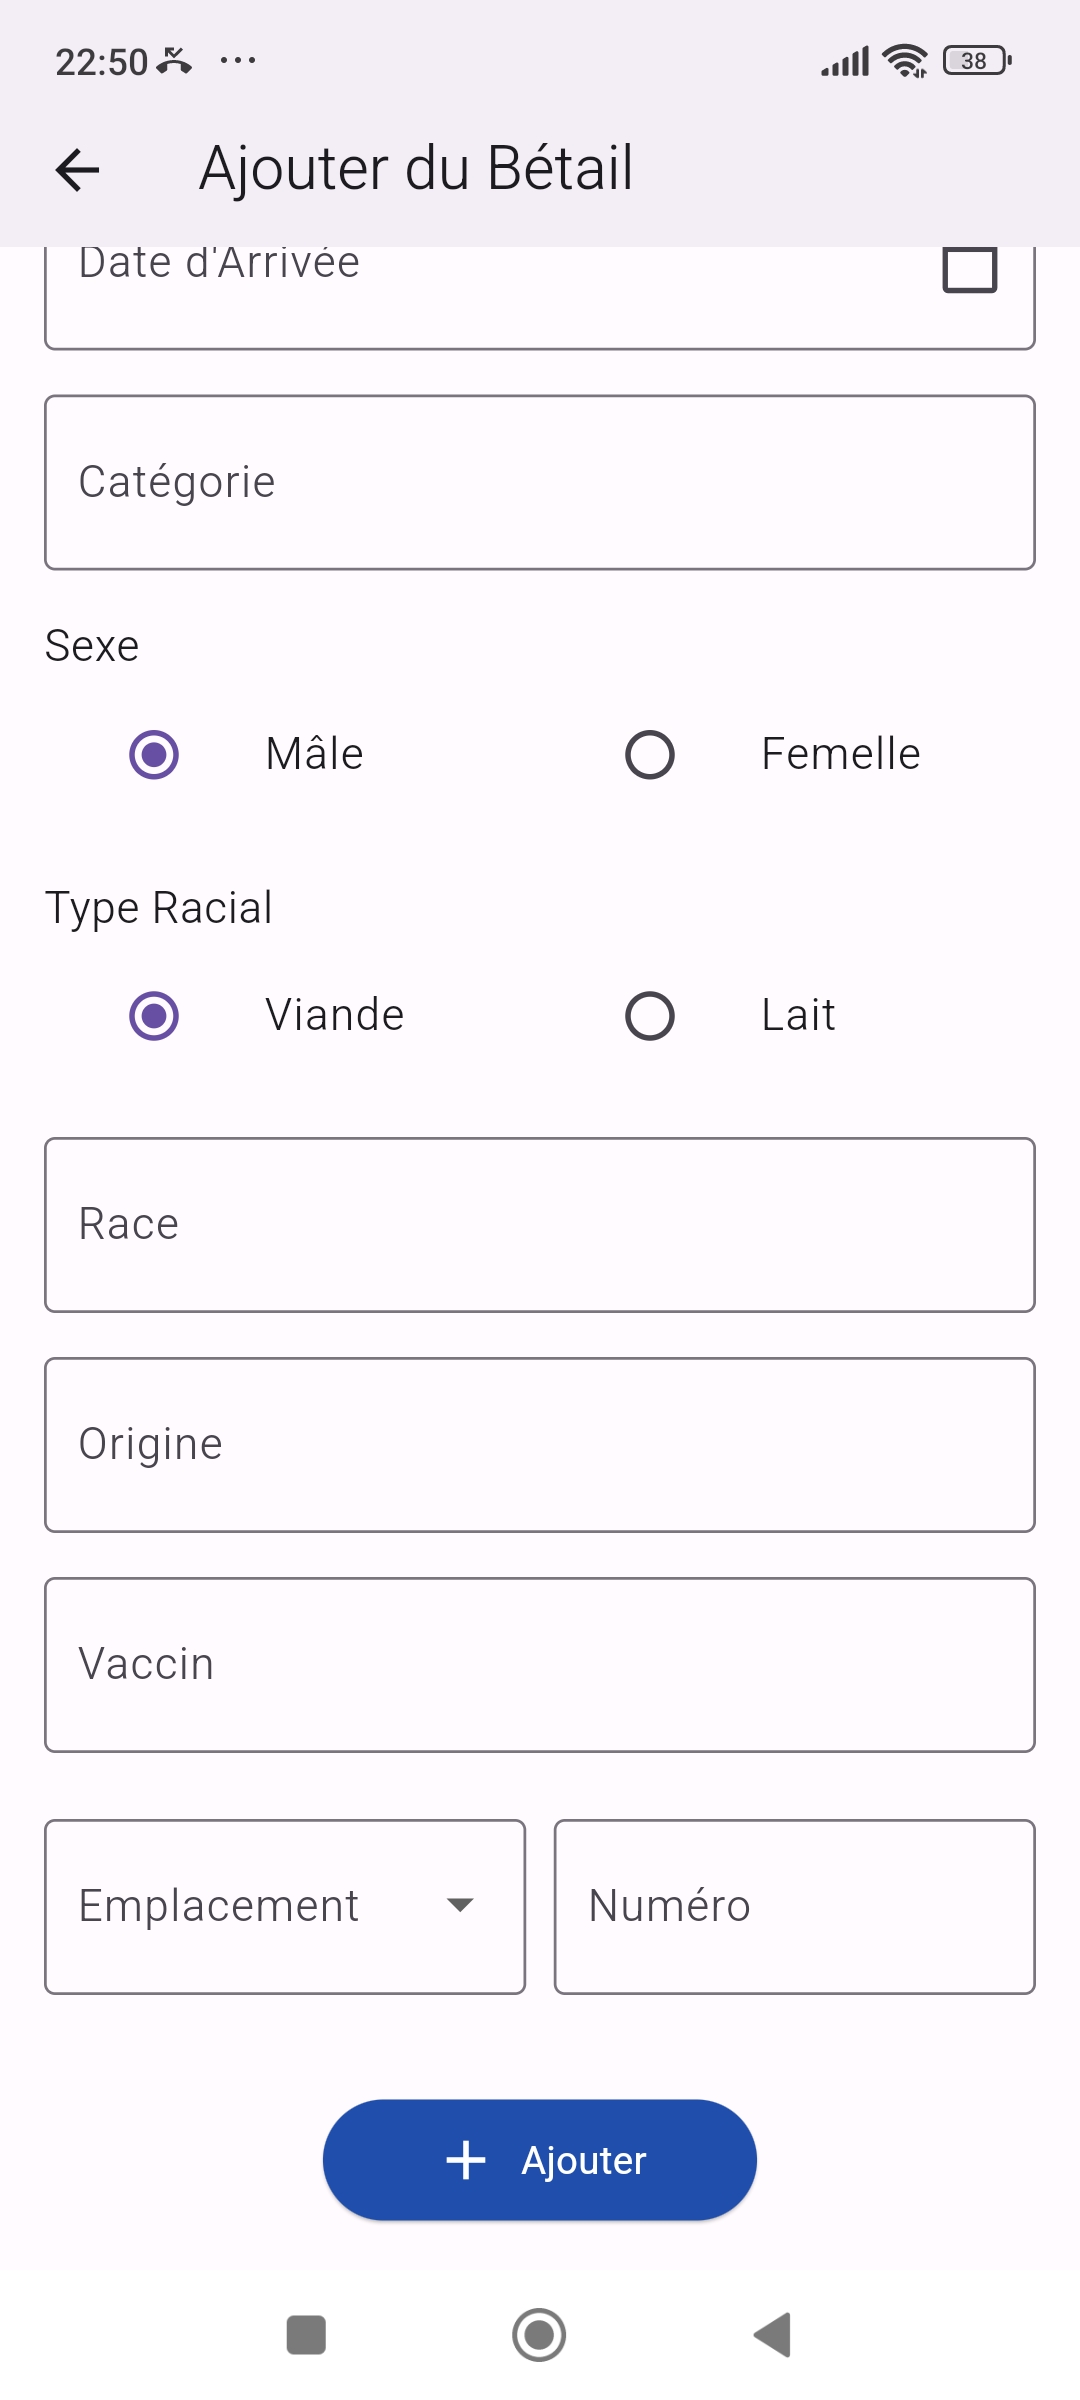 22:50 ... 38
Ajouter du Bétail
Date d'Arrivée
Catégorie
Sexe
Mâle Femelle
Type Racial
Viande Lait
Race
Origine
Vaccin
Emplacement Numéro
+ Ajouter